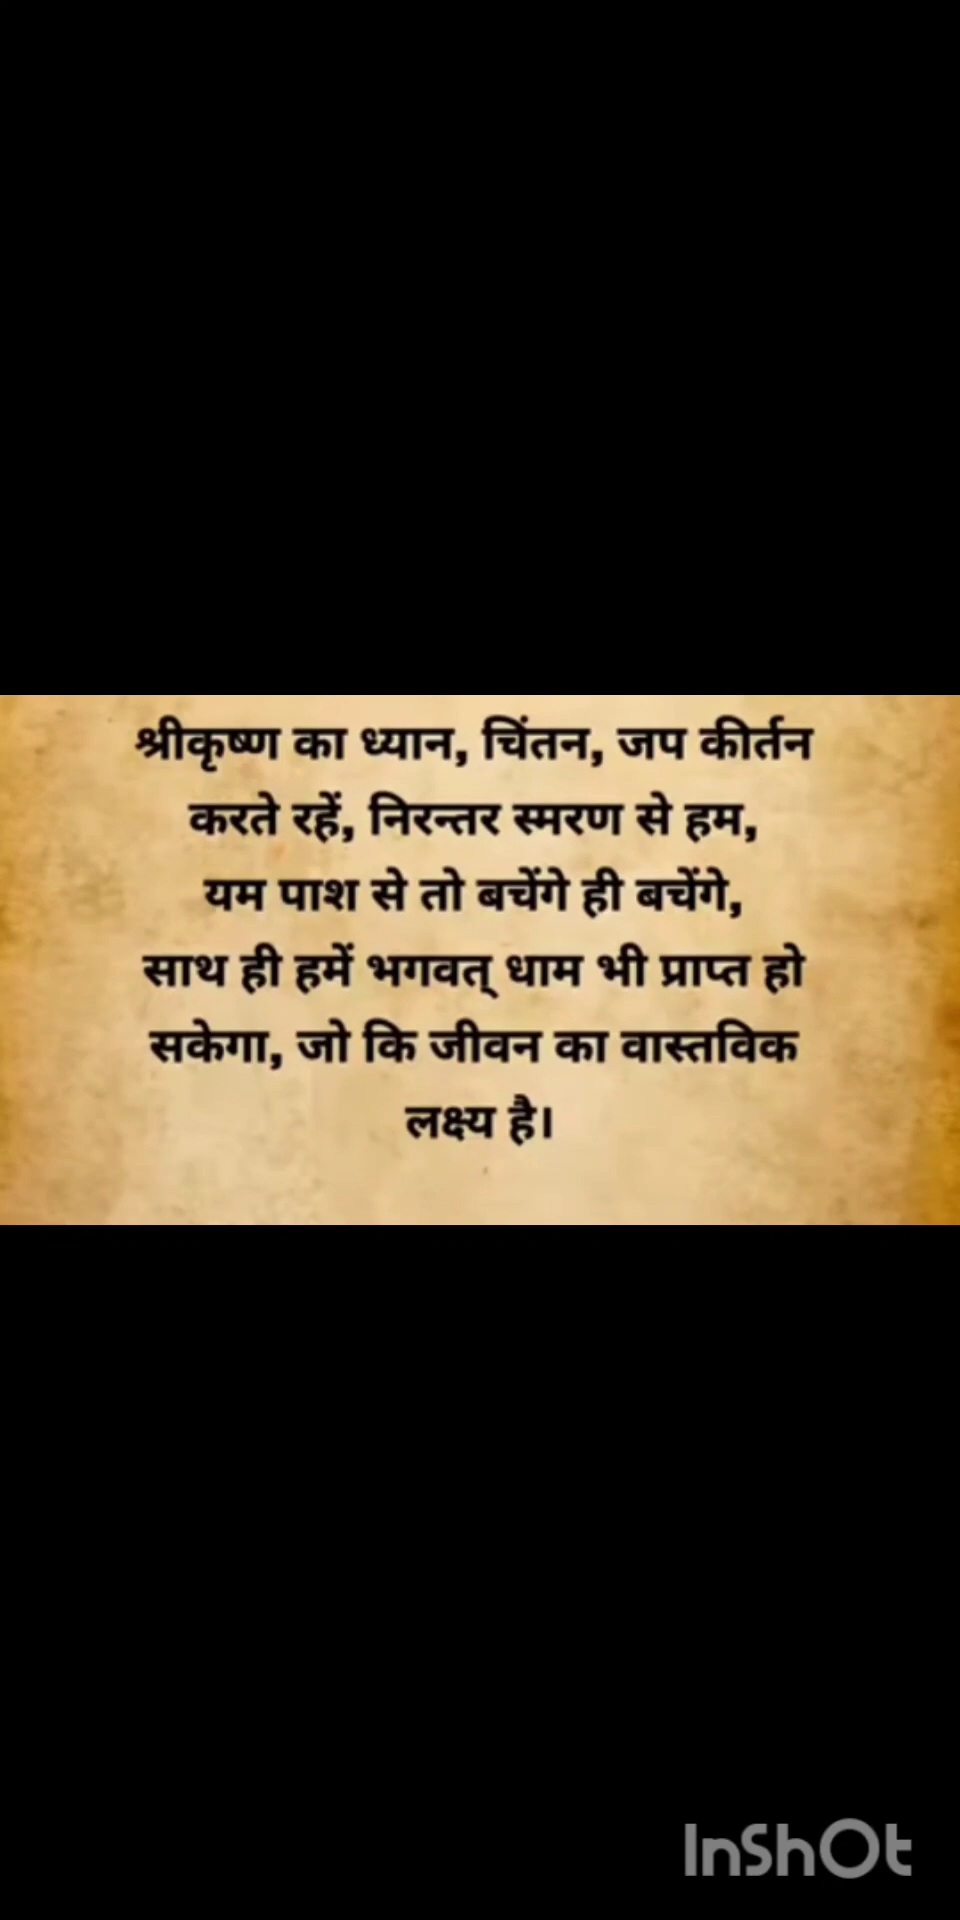 श्रीकृष्ण का ध्यान, चिंतन, जप कीर्तन
करते रहें, निरन्तर स्मरण से हम,
यम पाश से तो बचेंगे ही बचेंगे,
साथ ही हमें भगवत् धाम भी प्राप्त हो
सकेगा, जो कि जीवन का वास्तविक
लक्ष्य है।
InShOt